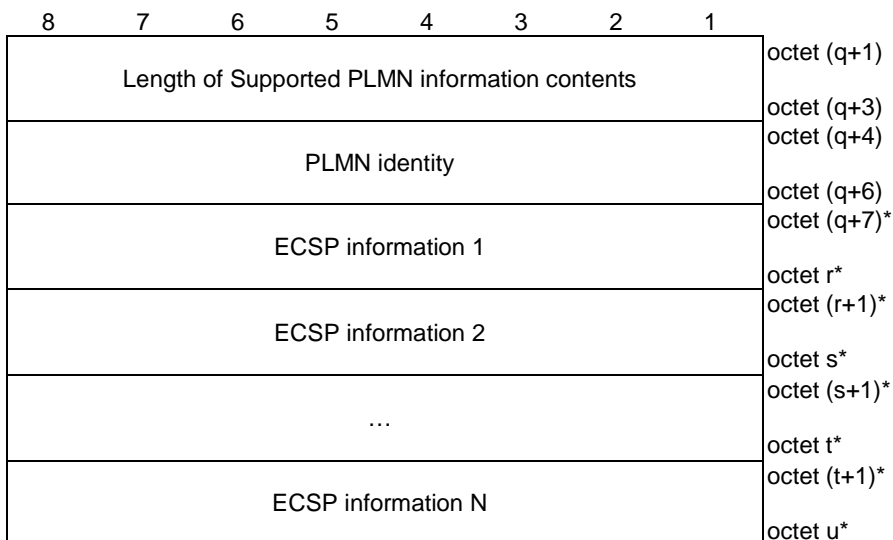 8 7 6 5 4 3 2 1
octet (q+1)
Length of Supported PLMN information contents
octet (q+3)
octet (q+4)
PLMN identity
octet (q+6)
octet (q+7)*
ECSP information 1
octet r*
octet (r+1)*
ECSP information 2
octet s*
octet (s+1)*
…
octet t*
octet (t+1)*
ECSP information N
octet u*